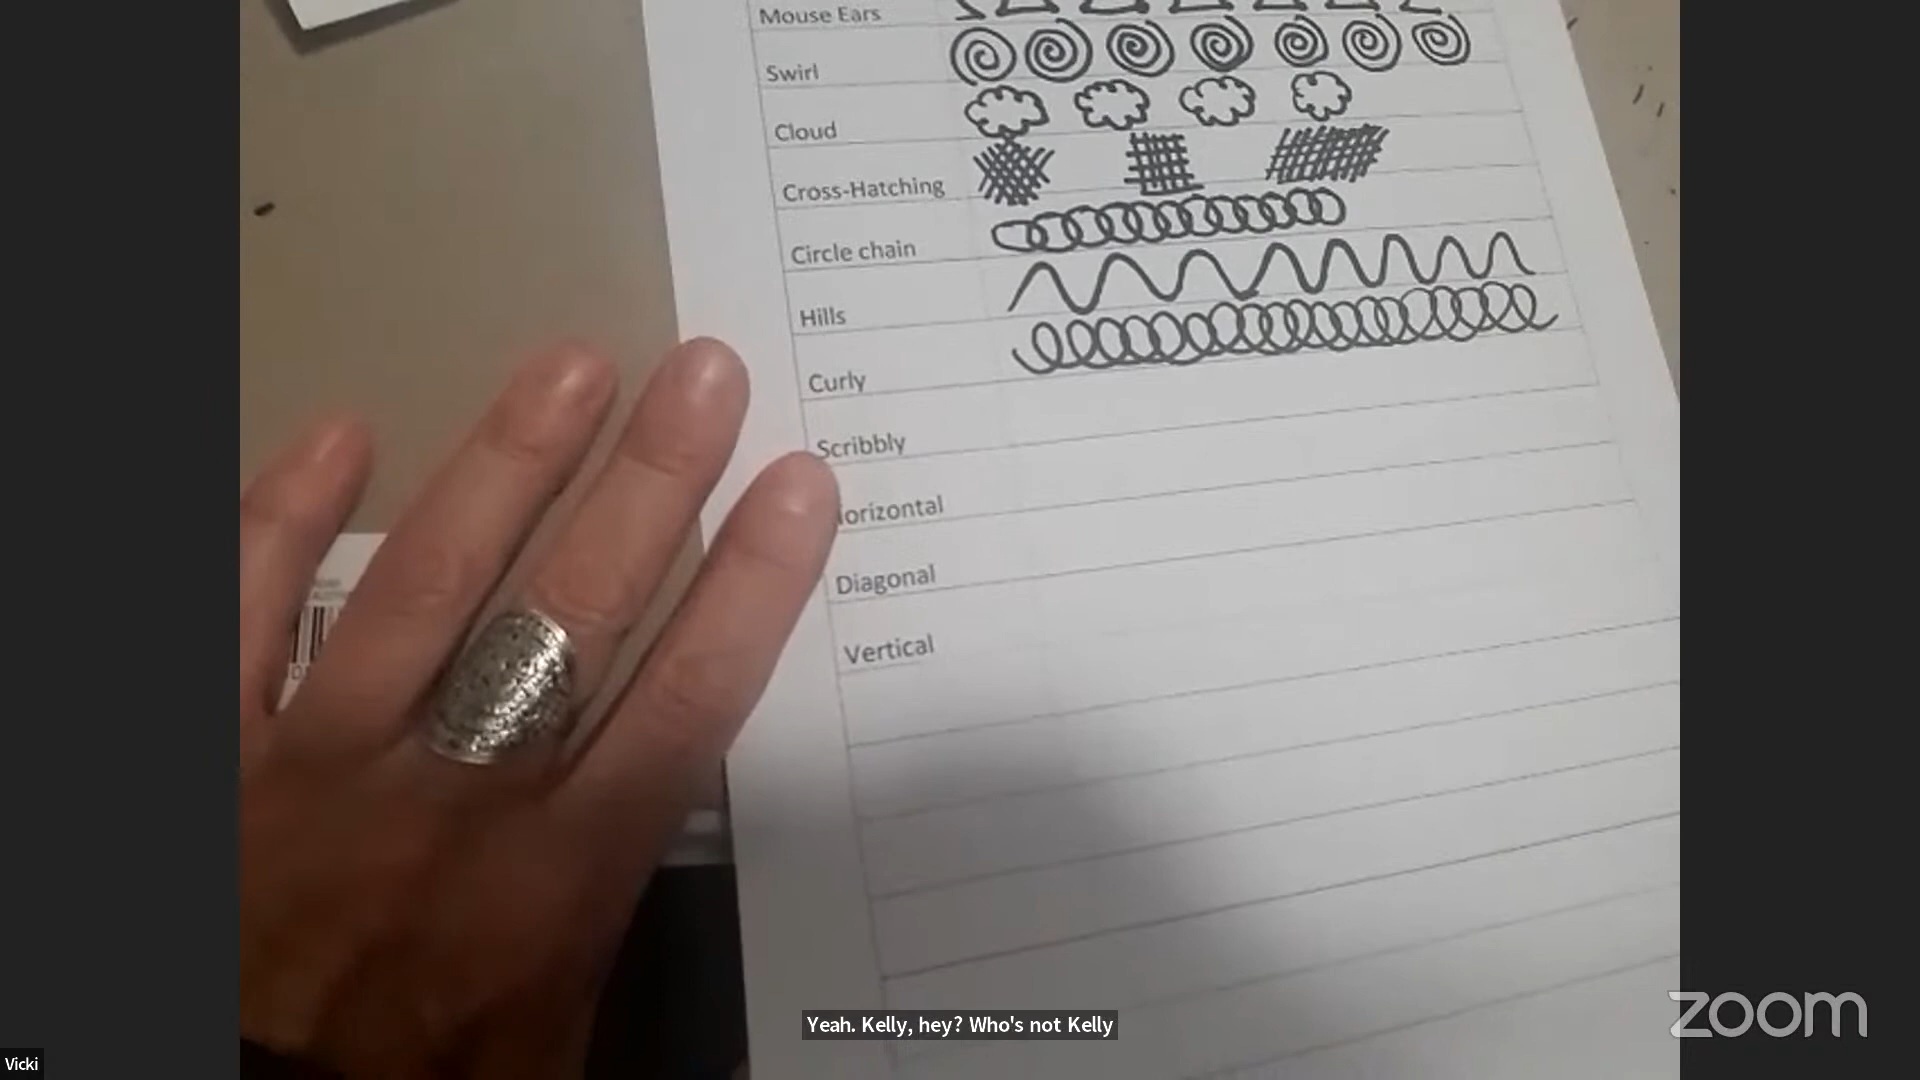 Mouse Ears
Swirl
Cloud
Cross-Hatching
Circle chain
Hills
Curly
Scribbly
orizontal
Diagonal
Vertical
Yeah. Kelly, hey? Who's not Kelly
zoom
Vicki